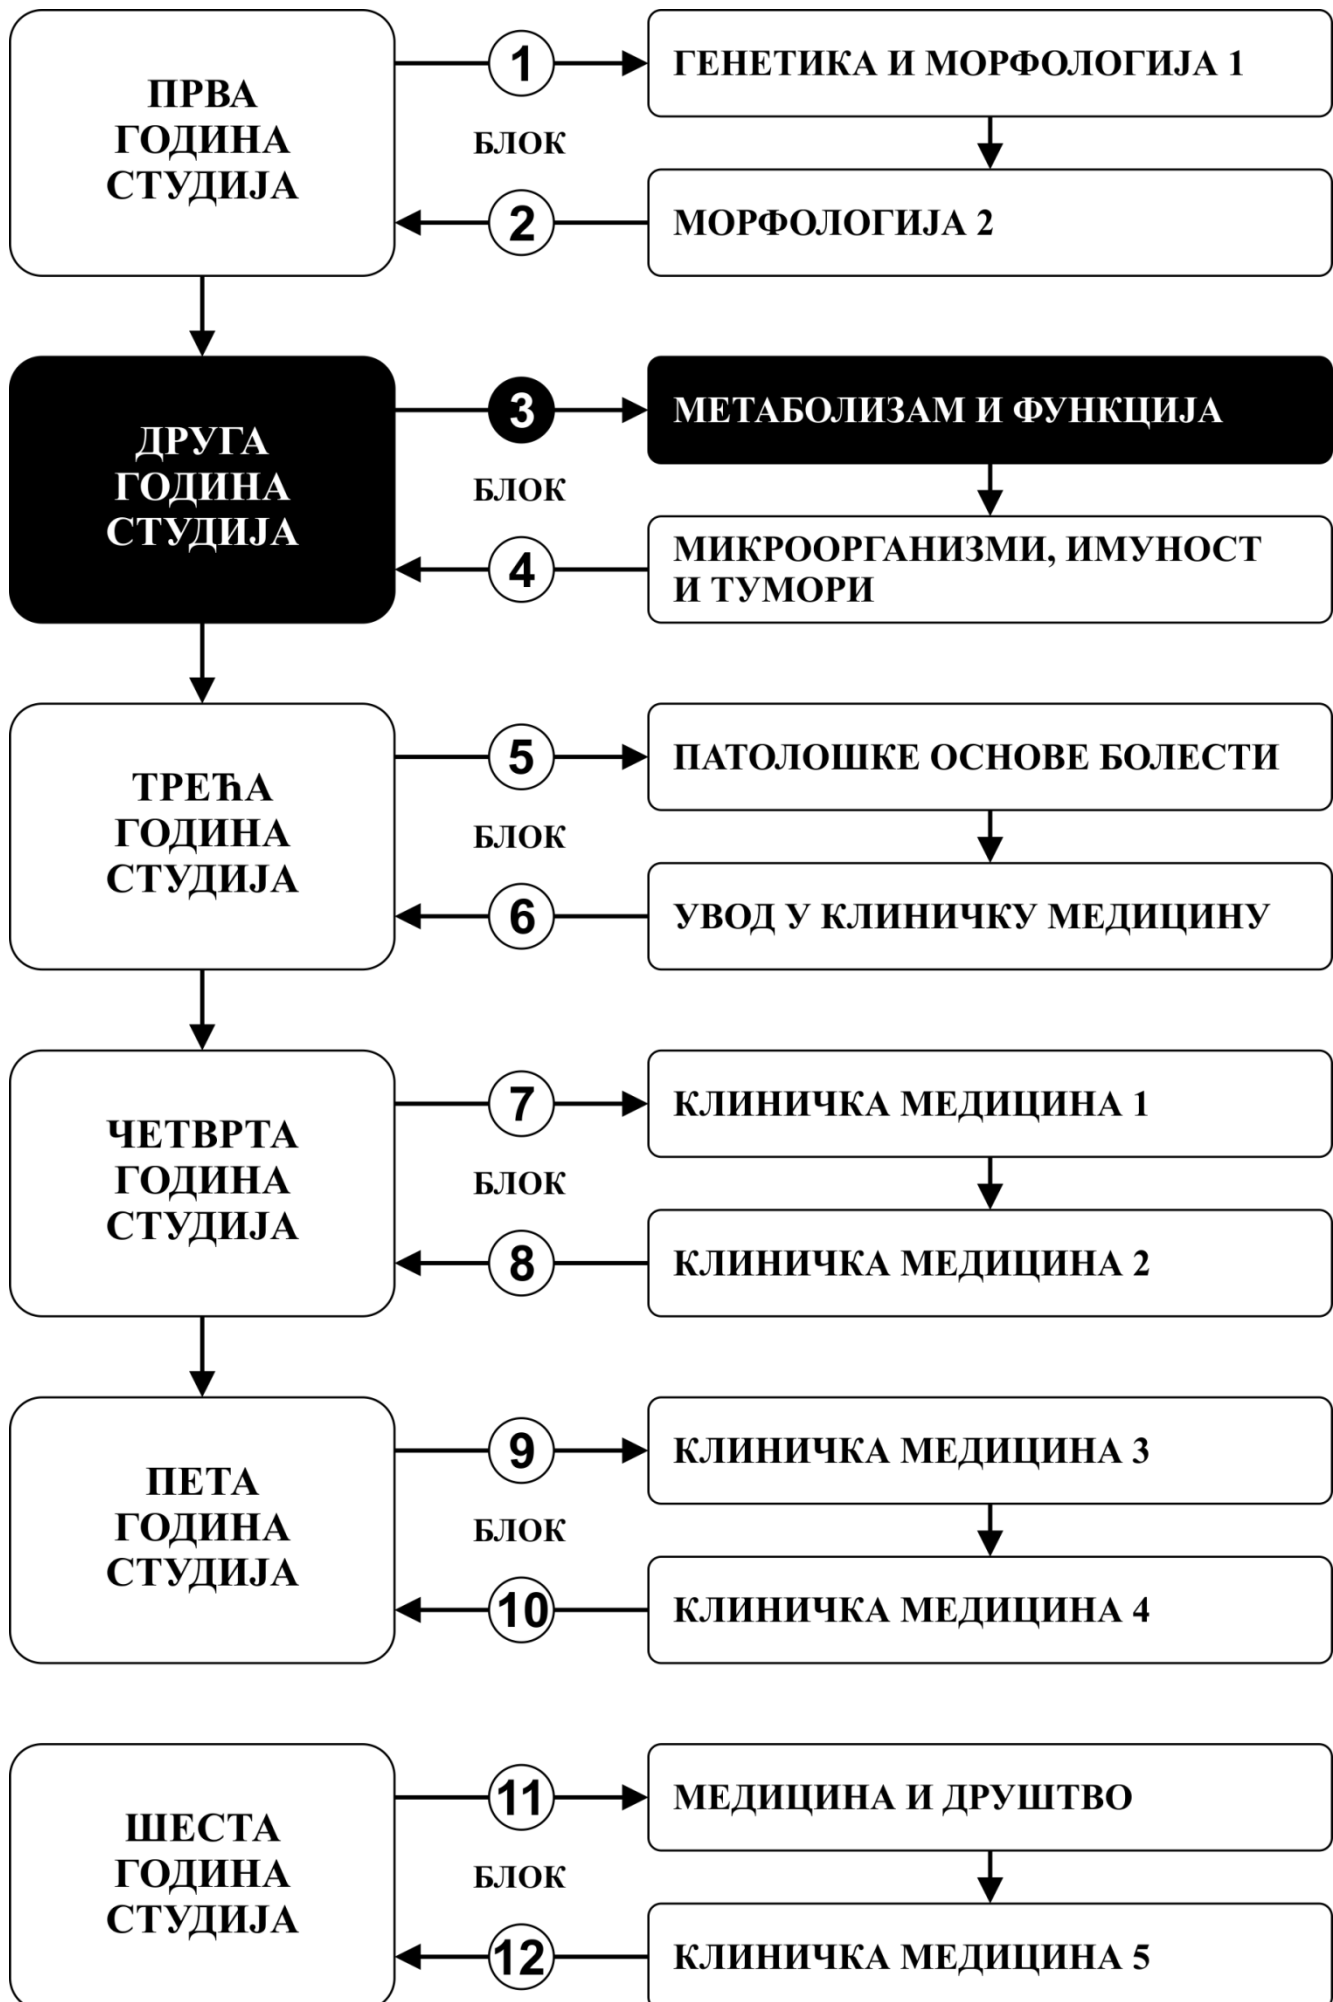 ПРВА
ГОДИНА
СТУДИЈА
1
БЛОК
2
ГЕНЕТИКА И МОРФОЛОГИЈА 1
МОРФОЛОГИЈА 2
ДРУГА
ГОДИНА
СТУДИЈА
3
БЛОК
4
МЕТАБОЛИЗАМ И ФУНКЦИЈА
МИКРООРГАНИЗМИ, ИМУНОСТ
И ТУМОРИ
ТРЕЋА
ГОДИНА
СТУДИЈА
5
БЛОК
6
ПАТОЛОШКЕ ОСНОВЕ БОЛЕСТИ
УВОД У КЛИНИЧКУ МЕДИЦИНУ
ЧЕТВРТА
ГОДИНА
СТУДИЈА
7
БЛОК
8
КЛИНИЧКА МЕДИЦИНА 1
КЛИНИЧКА МЕДИЦИНА 2
ПЕТА
ГОДИНА
СТУДИЈА
9
БЛОК
10
КЛИНИЧКА МЕДИЦИНА 3
КЛИНИЧКА МЕДИЦИНА 4
ШЕСТА
ГОДИНА
СТУДИЈА
11
БЛОК
12
МЕДИЦИНА И ДРУШТВО
КЛИНИЧКА МЕДИЦИНА 5